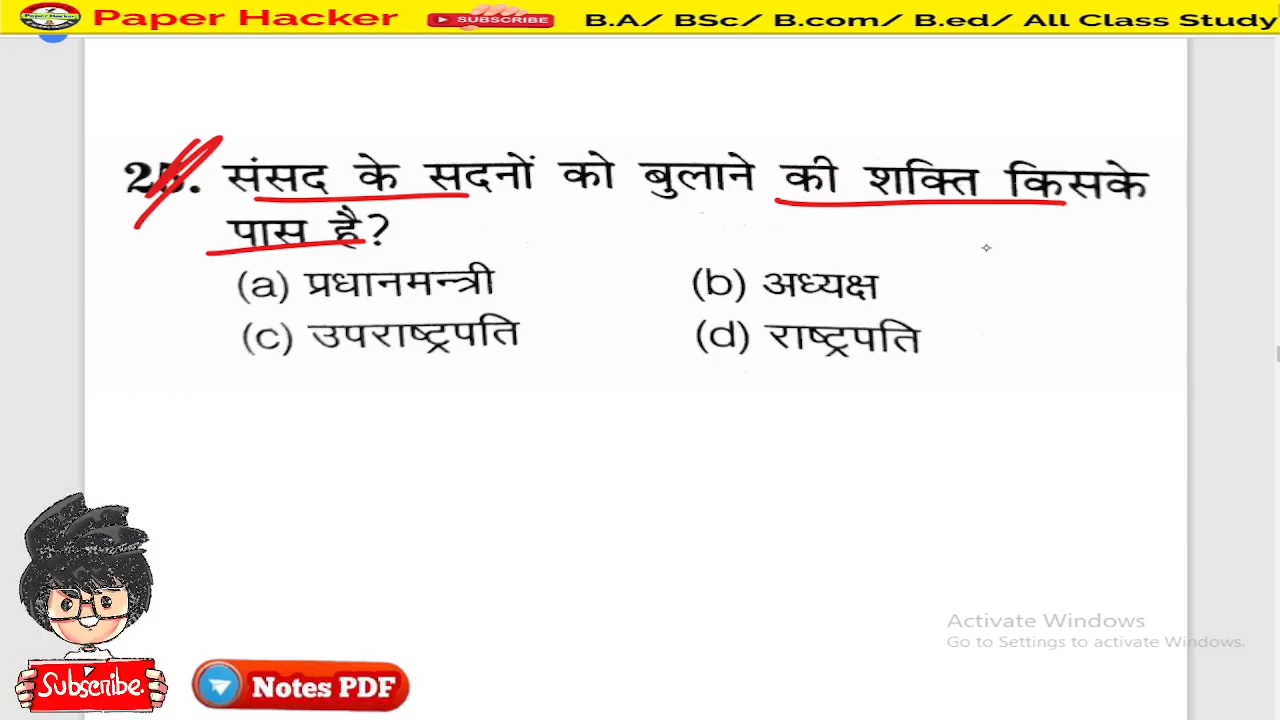 Paper Hacker
SUBSCRIBE
B.A/ BSc/ B.com/ B.ed/ All Class Study
25. संसद के सदनों को बुलाने की शक्ति किसके
पास है?
(a) प्रधानमन्त्री (b) अध्यक्ष
(c) उपराष्ट्रपति (d) राष्ट्रपति
Activate Windows
Go to Settings to activate Windows.
Subscribe.
Notes PDF